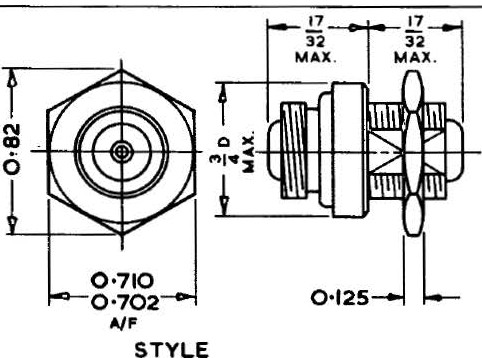 17/32 MAX.
17/32 MAX.
0.82
3/4 D MAX.
0.710
0.702
A/F
0.125
STYLE